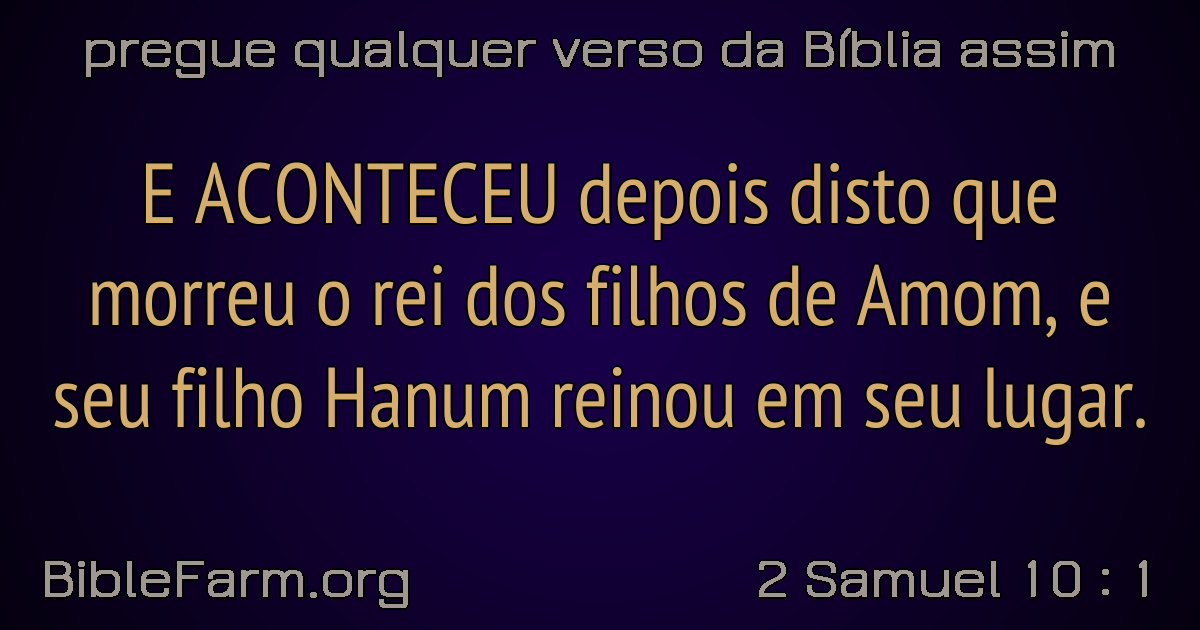 pregue qualquer verso da Bíblia assim
E ACONTECEU depois disto que
morreu o rei dos filhos de Amom, e
seu filho Hanum reinou em seu lugar.
BibleFarm.org
2 Samuel 10 : 1